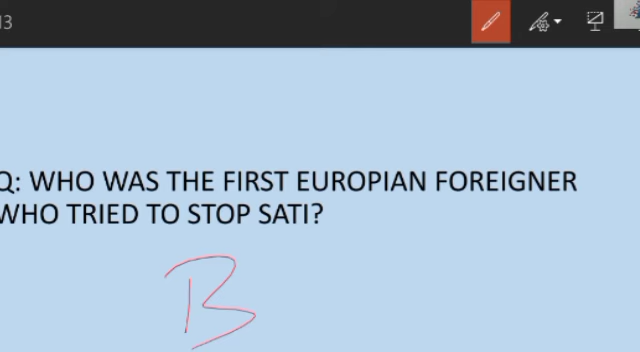 13
Q: WHO WAS THE FIRST EUROPIAN FOREIGNER
WHO TRIED TO STOP SATI?
B